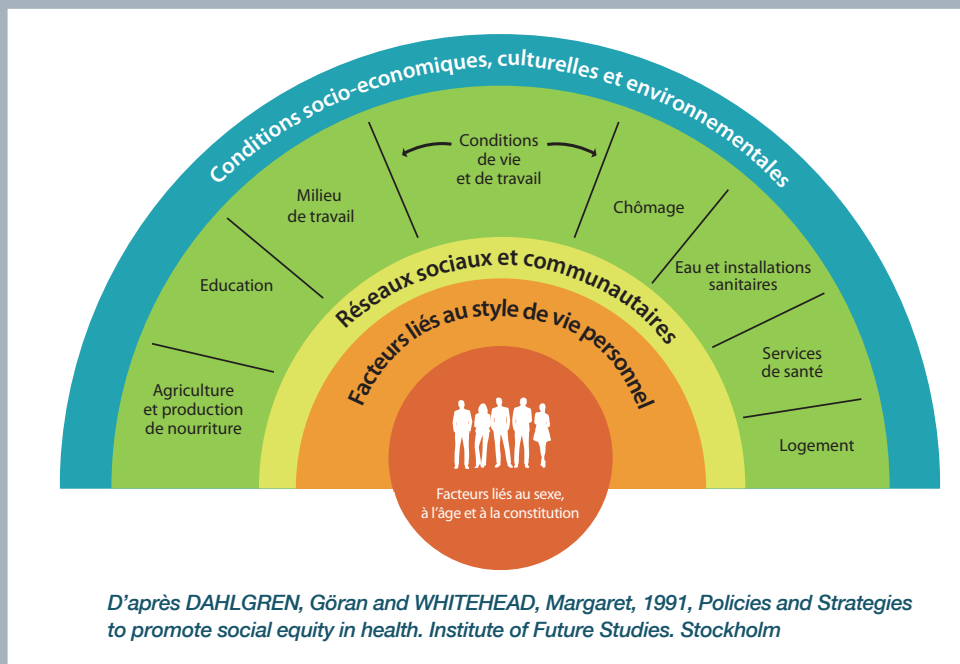 Conditions socio-economiques, culturelles et environnementales
Conditions
de vie
et de travail
Milieu
de travail
Chômage
Education
Eau et installations
sanitaires
Agriculture
et production
de nourriture
Services
de santé
Logement
Réseaux sociaux et communautaires
Facteurs liés au style de vie personnel
Facteurs liés au sexe,
à l'âge et à la constitution
D'après DAHLGREN, Göran and WHITEHEAD, Margaret, 1991, Policies and Strategies
to promote social equity in health. Institute of Future Studies. Stockholm